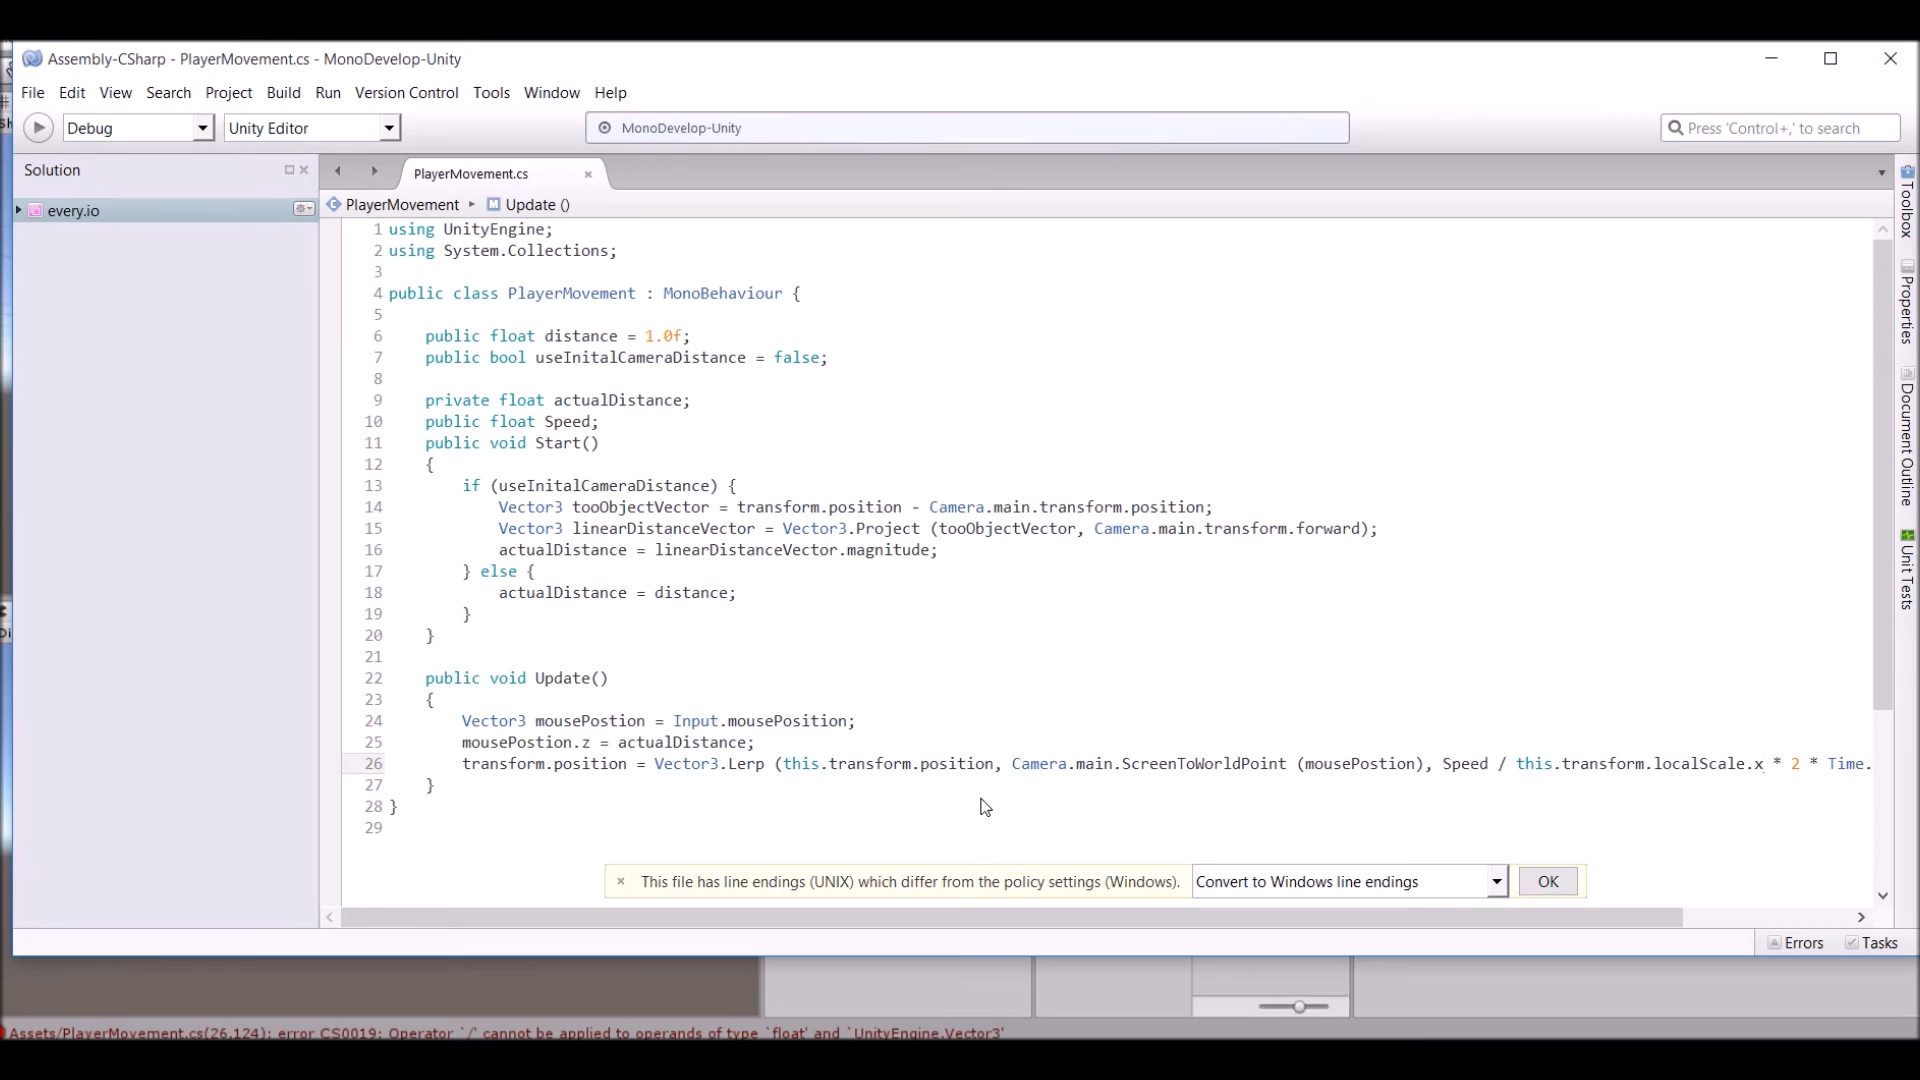 Assembly-CSharp - PlayerMovement.cs - MonoDevelop-Unity
File Edit View Search Project Build Run Version Control Tools Window Help
Debug Unity Editor MonoDevelop-Unity Press 'Control+,' to search
Solution
every.io
PlayerMovement.cs
PlayerMovement Update ()
1 using UnityEngine;
2 using System.Collections;
3
4 public class PlayerMovement : MonoBehaviour {
5
6 public float distance = 1.0f;
7 public bool useInitalCameraDistance = false;
8
9 private float actualDistance;
10 public float Speed;
11 public void Start()
12 {
13 if (useInitalCameraDistance) {
14 Vector3 tooObjectVector = transform.position - Camera.main.transform.position;
15 Vector3 linearDistanceVector = Vector3.Project (tooObjectVector, Camera.main.transform.forward);
16 actualDistance = linearDistanceVector.magnitude;
17 } else {
18 actualDistance = distance;
19 }
20 }
21
22 public void Update()
23 {
24 Vector3 mousePostion = Input.mousePosition;
25 mousePostion.z = actualDistance;
26 transform.position = Vector3.Lerp (this.transform.position, Camera.main.ScreenToWorldPoint (mousePostion), Speed / this.transform.localScale.x * 2 * Time.
27 }
28 }
29
This file has line endings (UNIX) which differ from the policy settings (Windows). Convert to Windows line endings OK
Toolbox
Properties
Document Outline
Unit Tests
Errors Tasks
Assets/PlayerMovement.cs(26,124): error CS0019: Operator `/' cannot be applied to operands of type `float' and `UnityEngine.Vector3'